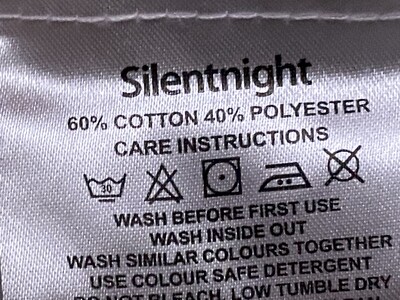 Silentnight
60% COTTON 40% POLYESTER
CARE INSTRUCTIONS
30
WASH BEFORE FIRST USE
WASH INSIDE OUT
WASH SIMILAR COLOURS TOGETHER
USE COLOUR SAFE DETERGENT
DO NOT BLEACH, LOW TUMBLE DRY